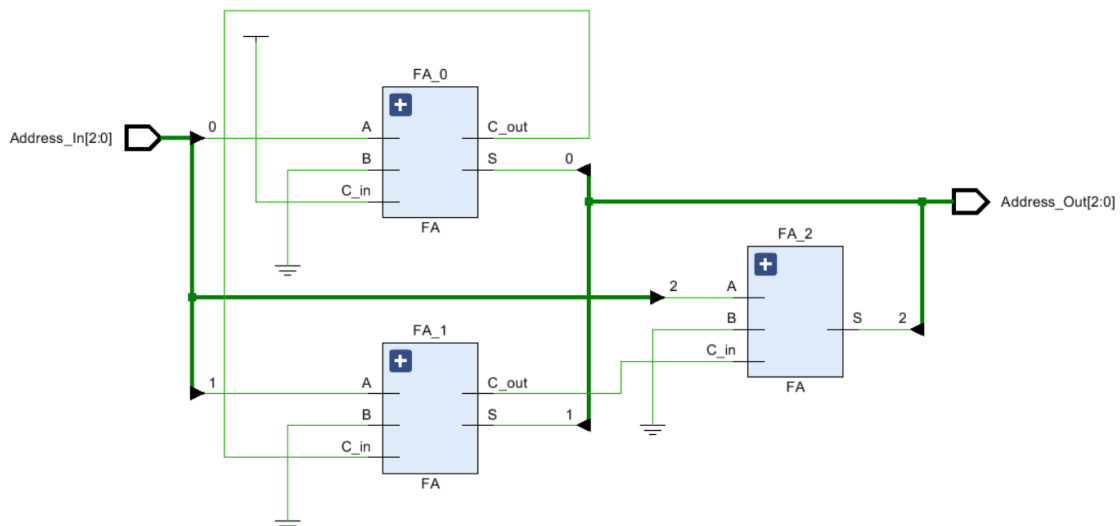 FA_0
Address_In[2:0]
0
A
C_out
B
S
0
C_in
FA
Address_Out[2:0]
FA_2
2
A
B
S
2
C_in
FA
FA_1
1
A
C_out
B
S
1
C_in
FA